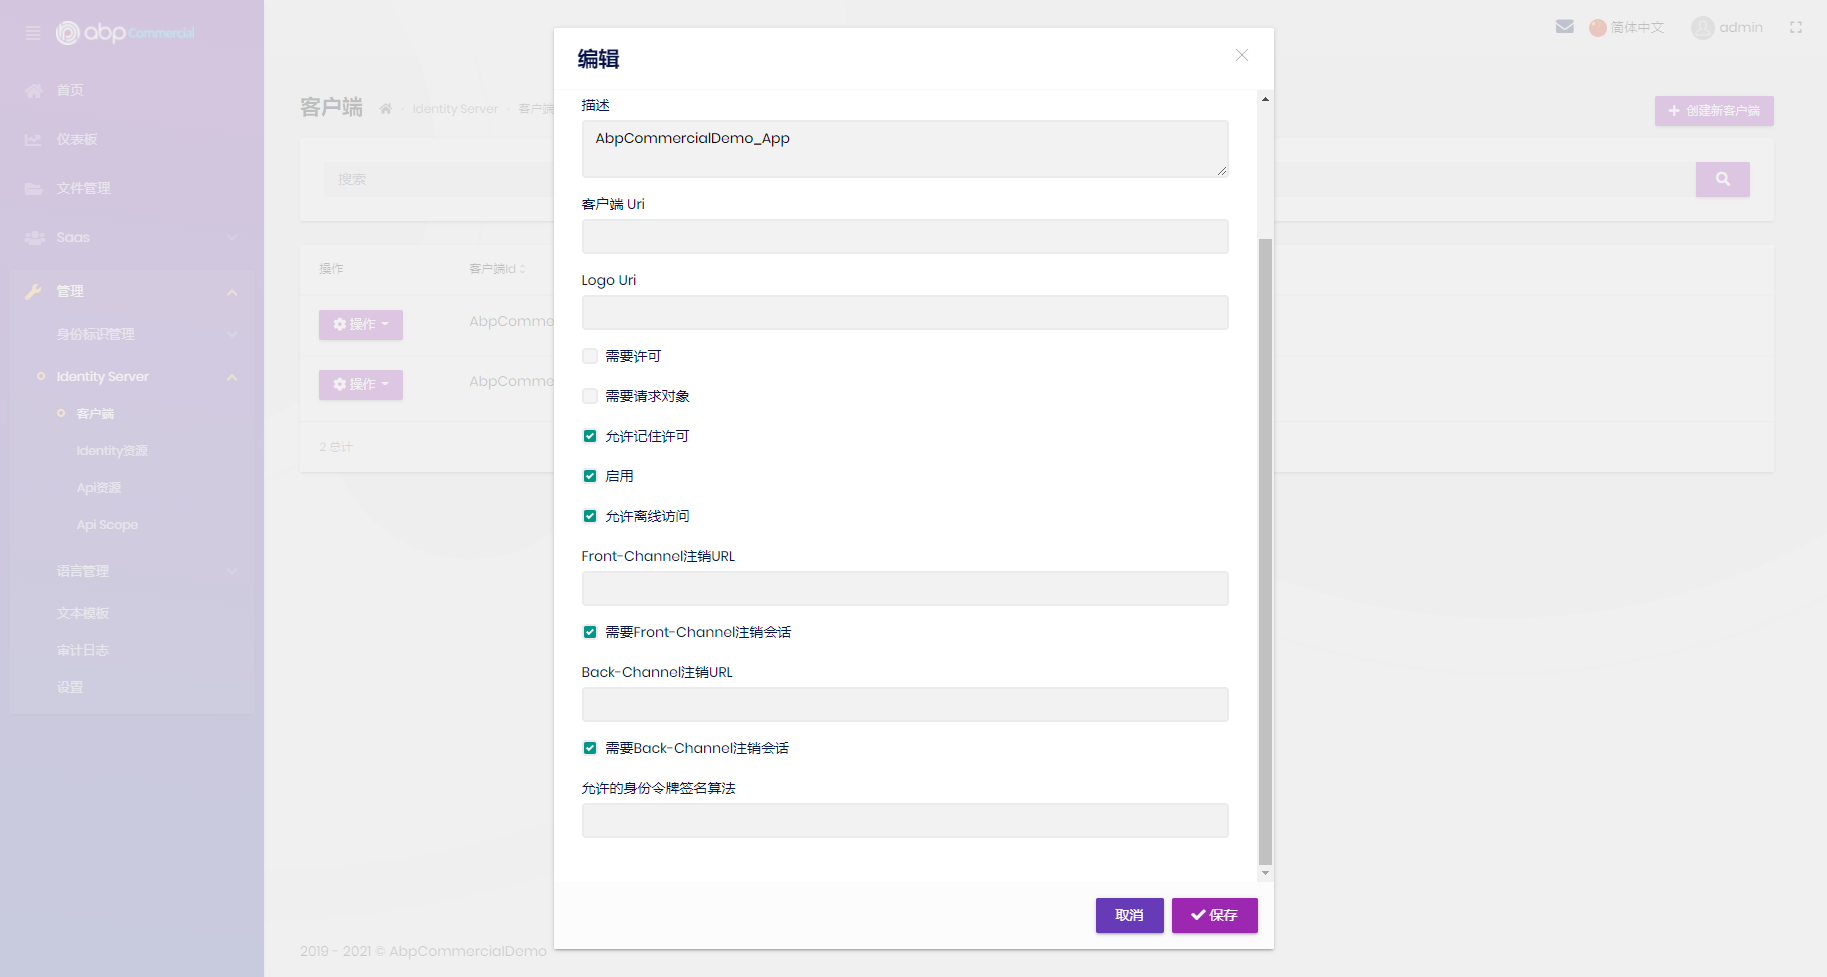 abp Commercial
简体中文
admin
首页
仪表板
文件管理
Saas
管理
身份标识管理
Identity Server
客户端
Identity资源
Api资源
Api Scope
语言管理
文本模板
审计日志
设置
客户端
Identity Server
客户端
创建新客户端
搜索
操作 客户端Id
操作 AbpComme
操作 AbpComme
2 总计
2019 - 2021 © AbpCommercialDemo
编辑
描述
AbpCommercialDemo_App
客户端 Uri
Logo Uri
需要许可
需要请求对象
允许记住许可
启用
允许离线访问
Front-Channel注销URL
需要Front-Channel注销会话
Back-Channel注销URL
需要Back-Channel注销会话
允许的身份令牌签名算法
取消 保存